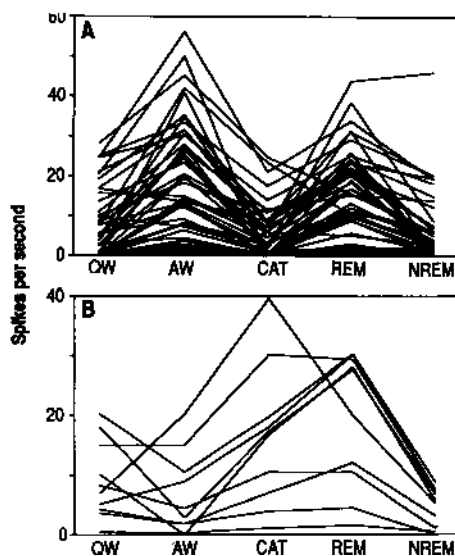 A
60
40
20
0
QW AW CAT REM NREM
Spikes per second
B
40
20
0
QW AW CAT REM NREM